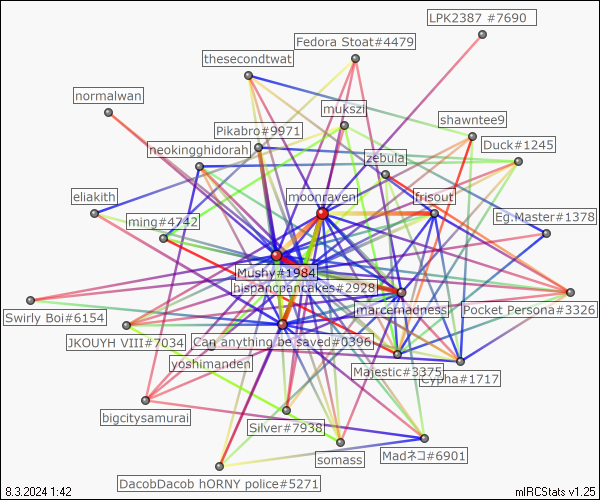 LPK2387 #7690
Fedora Stoat#4479
thesecondtwat
normalwan
mukszi
shawntee9
Pikabro#9971
Duck#1245
neokingghidorah
zebula
moonraven
frisout
eliakith
ming#4742
Eg.Master#1378
Mushy#1984
hispancpancakes#2928
marcemadness
Pocket Persona#3326
Swirly Boi#6154
JKOUYH VIII#7034
Can anything be saved#0396
yoshimanden
Majestic#3375
Cypha#1717
bigcitysamurai
Silver#7938
somass
Madネコ#6901
DacobDacob hORNY police#5271
8.3.2024 1:42
mIRCStats v1.25